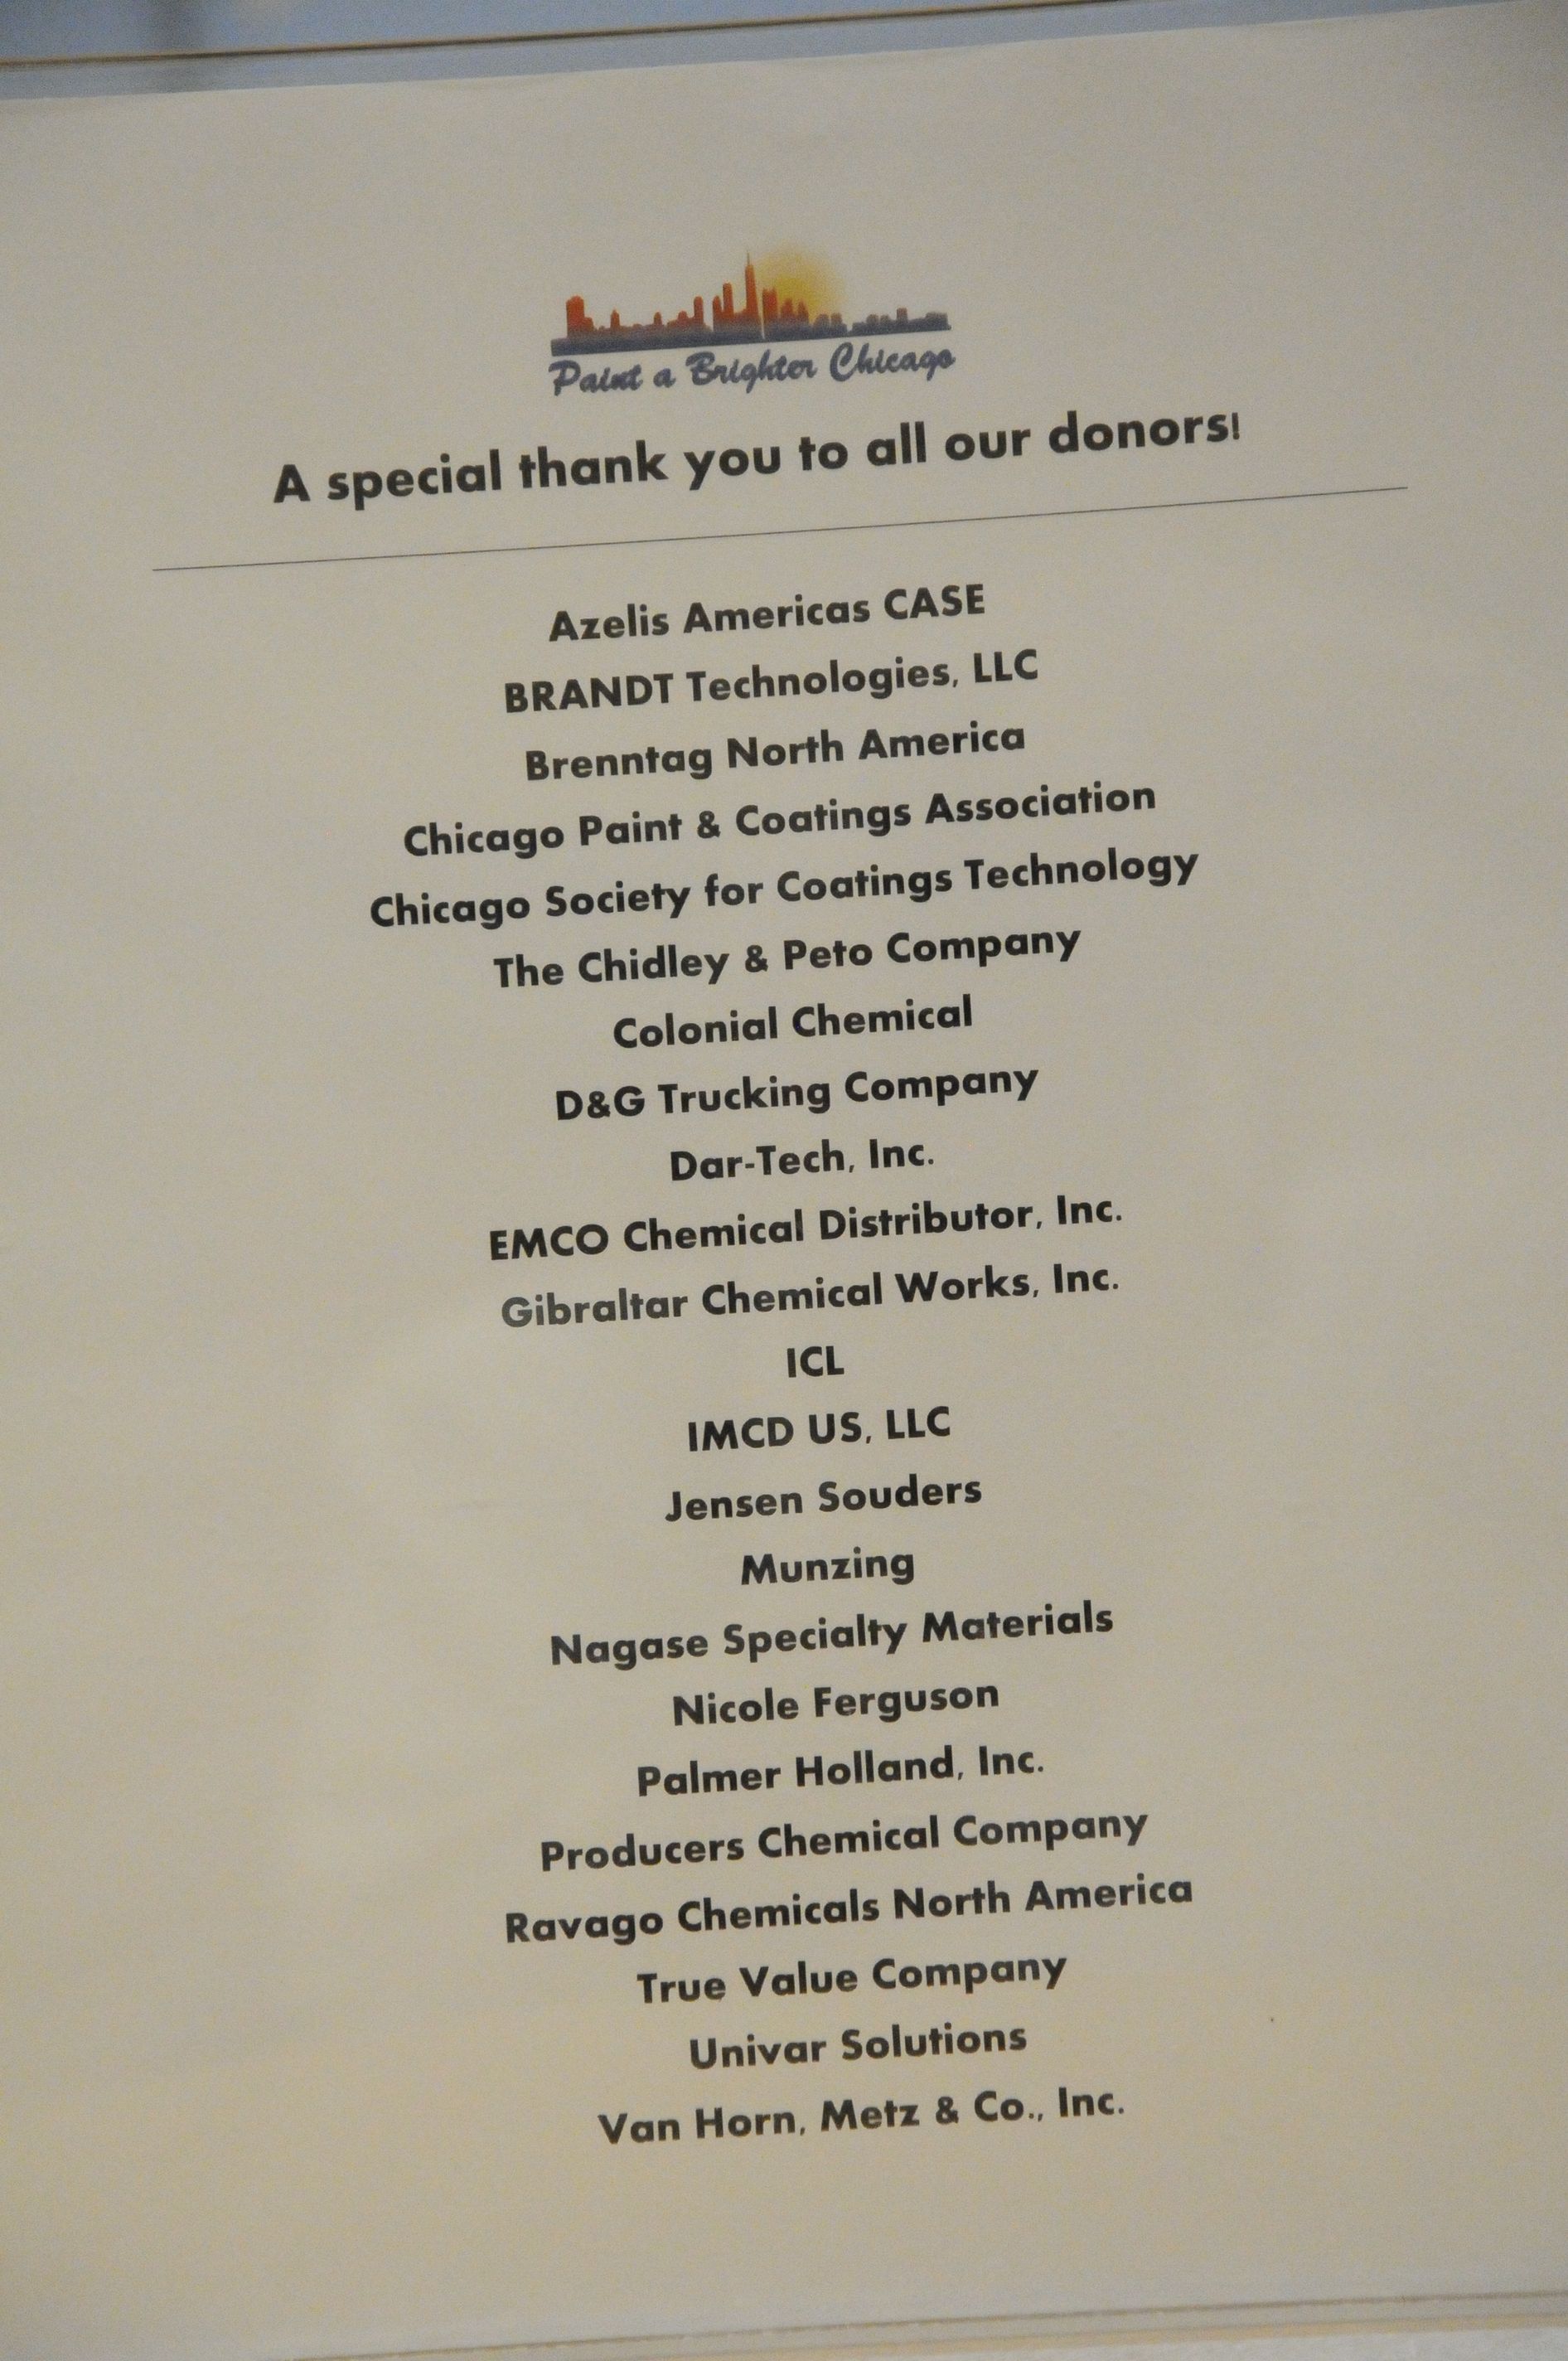 Paint a Brighter Chicago
A special thank you to all our donors!
Azelis Americas CASE
BRANDT Technologies, LLC
Brenntag North America
Chicago Paint & Coatings Association
Chicago Society for Coatings Technology
The Chidley & Peto Company
Colonial Chemical
D&G Trucking Company
Dar-Tech, Inc.
EMCO Chemical Distributor, Inc.
Gibraltar Chemical Works, Inc.
ICL
IMCD US, LLC
Jensen Souders
Munzing
Nagase Specialty Materials
Nicole Ferguson
Palmer Holland, Inc.
Producers Chemical Company
Ravago Chemicals North America
True Value Company
Univar Solutions
Van Horn, Metz & Co., Inc.